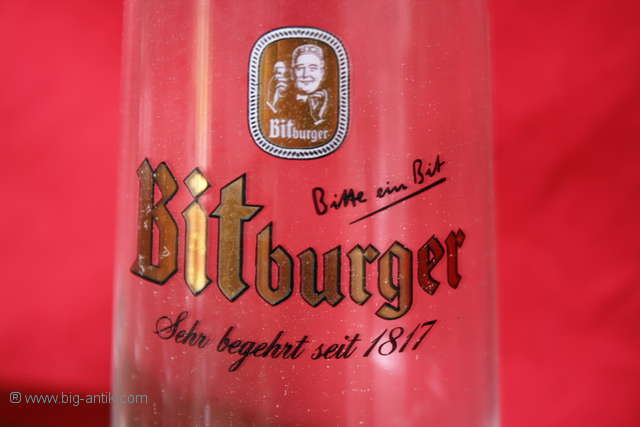 Bitburger
Bitte ein Bit
Bitburger
Sehr begehrt seit 1817
® www.big-antik.com